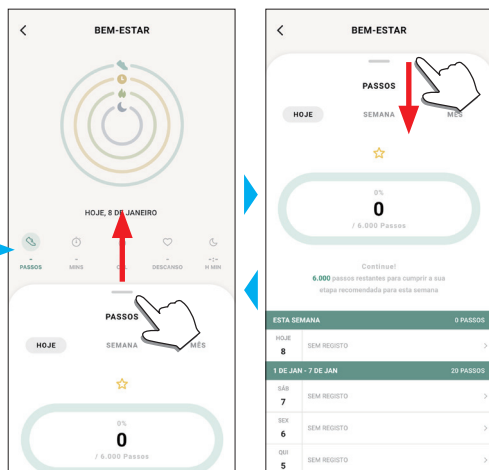 BEM-ESTAR
HOJE, 8 DE JANEIRO
- - - -:-
PASSOS MINS DESCANSO H MIN
PASSOS
HOJE SEMANA MÊS
0%
0
/ 6.000 Passos
BEM-ESTAR
PASSOS
HOJE SEMANA MÊS
0%
0
/ 6.000 Passos
Continue!
6.000 passos restantes para cumprir a sua
etapa recomendada para esta semana
ESTA SEMANA 0 PASSOS
HOJE
8 SEM REGISTO
1 DE JAN - 7 DE JAN 20 PASSOS
SÁB
7 SEM REGISTO
SEX
6 SEM REGISTO
QUI
5 SEM REGISTO